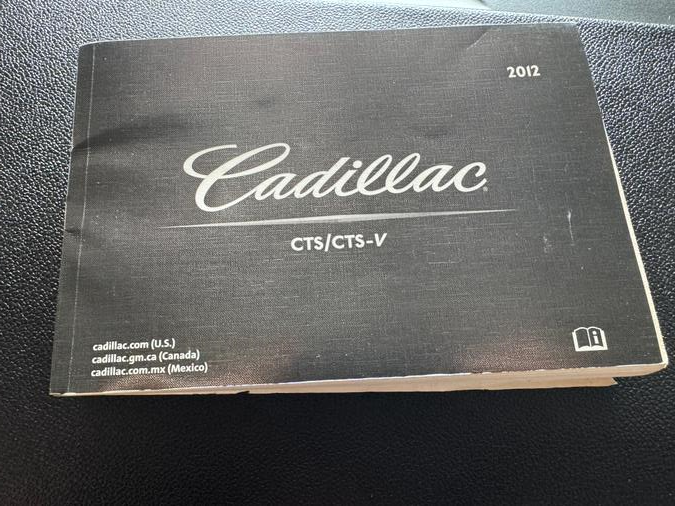 2012
Cadillac®
CTS/CTS-V
cadillac.com (U.S.)
cadillac.gm.ca (Canada)
cadillac.com.mx (Mexico)
i